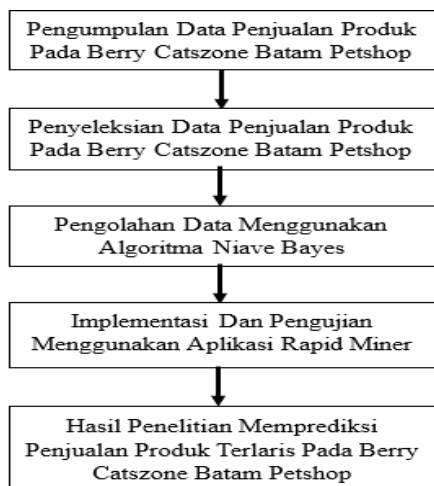 Pengumpulan Data Penjualan Produk
Pada Berry Catszone Batam Petshop
Penyeleksian Data Penjualan Produk
Pada Berry Catszone Batam Petshop
Pengolahan Data Menggunakan
Algoritma Niave Bayes
Implementasi Dan Pengujian
Menggunakan Aplikasi Rapid Miner
Hasil Penelitian Memprediksi
Penjualan Produk Terlaris Pada Berry
Catszone Batam Petshop